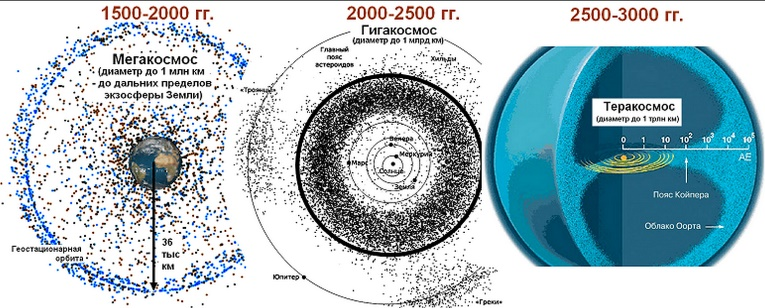 1500-2000 гг.
Мегакосмос
(диаметр до 1 млн км
до дальних пределов
экзосферы Земли)
Геостационарная
орбита
36
тыс
км
2000-2500 гг.
Гигакосмос
(диаметр до 1 млрд км)
Главный
пояс
астероидов
Хильды
«Троянцы»
Венера
Меркурий
Марс
Солнце
Земля
Юпитер
«Греки»
2500-3000 гг.
Теракосмос
(диаметр до 1 трлн км)
0 1 10 10² 10³ 10⁴ 10⁵
АЕ
Пояс Койпера
Облако Оорта